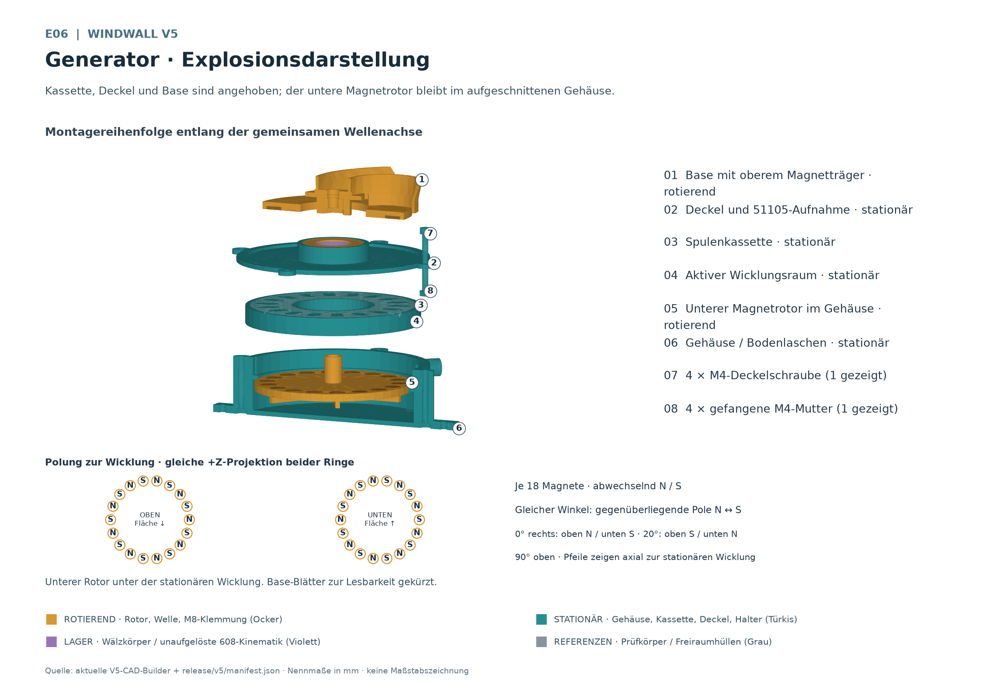 E06 | WINDWALL V5
Generator · Explosionsdarstellung
Kassette, Deckel und Base sind angehoben; der untere Magnetrotor bleibt im aufgeschnittenen Gehäuse.
Montagereihenfolge entlang der gemeinsamen Wellenachse
1
7
2
8
3
4
5
6
01 Base mit oberem Magnetträger ·
rotierend
02 Deckel und 51105-Aufnahme · stationär
03 Spulenkassette · stationär
04 Aktiver Wicklungsraum · stationär
05 Unterer Magnetrotor im Gehäuse ·
rotierend
06 Gehäuse / Bodenlaschen · stationär
07 4 × M4-Deckelschraube (1 gezeigt)
08 4 × gefangene M4-Mutter (1 gezeigt)
Polung zur Wicklung · gleiche +Z-Projektion beider Ringe
S N
N S
S N
N S
S N
N S
S N
N S
S N
OBEN
Fläche ↓
N S
S N
N S
S N
N S
S N
N S
S N
N S
UNTEN
Fläche ↑
Je 18 Magnete · abwechselnd N / S
Gleicher Winkel: gegenüberliegende Pole N ↔ S
0° rechts: oben N / unten S · 20°: oben S / unten N
90° oben · Pfeile zeigen axial zur stationären Wicklung
Unterer Rotor unter der stationären Wicklung. Base-Blätter zur Lesbarkeit gekürzt.
ROTIEREND · Rotor, Welle, M8-Klemmung (Ocker)
STATIONÄR · Gehäuse, Kassette, Deckel, Halter (Türkis)
LAGER · Wälzkörper / unaufgelöste 608-Kinematik (Violett)
REFERENZEN · Prüfkörper / Freiraumhüllen (Grau)
Quelle: aktuelle V5-CAD-Builder + release/v5/manifest.json · Nennmaße in mm · keine Maßstabszeichnung